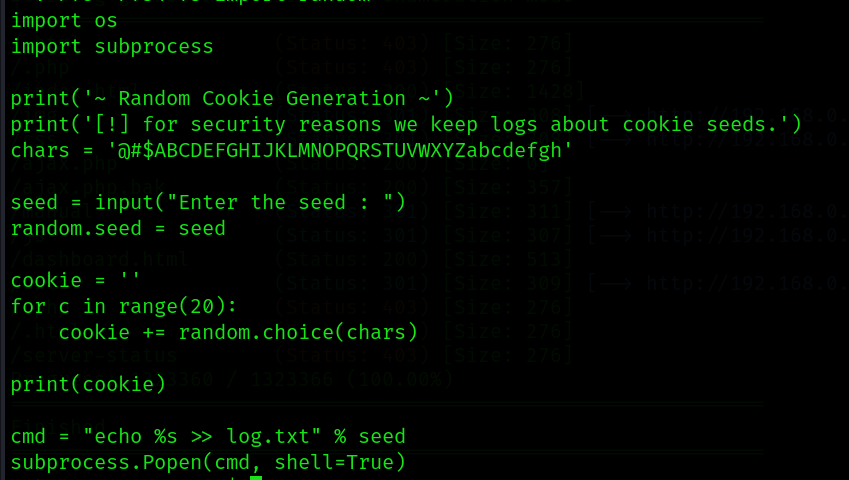 import os
import subprocess
print('~ Random Cookie Generation ~')
print('[!] for security reasons we keep logs about cookie seeds.')
chars = '@#$ABCDEFGHIJKLMNOPQRSTUVWXYZabcdefgh'
seed = input("Enter the seed : ")
random.seed = seed
cookie = ''
for c in range(20):
    cookie += random.choice(chars)
print(cookie)
cmd = "echo %s >> log.txt" % seed
subprocess.Popen(cmd, shell=True)